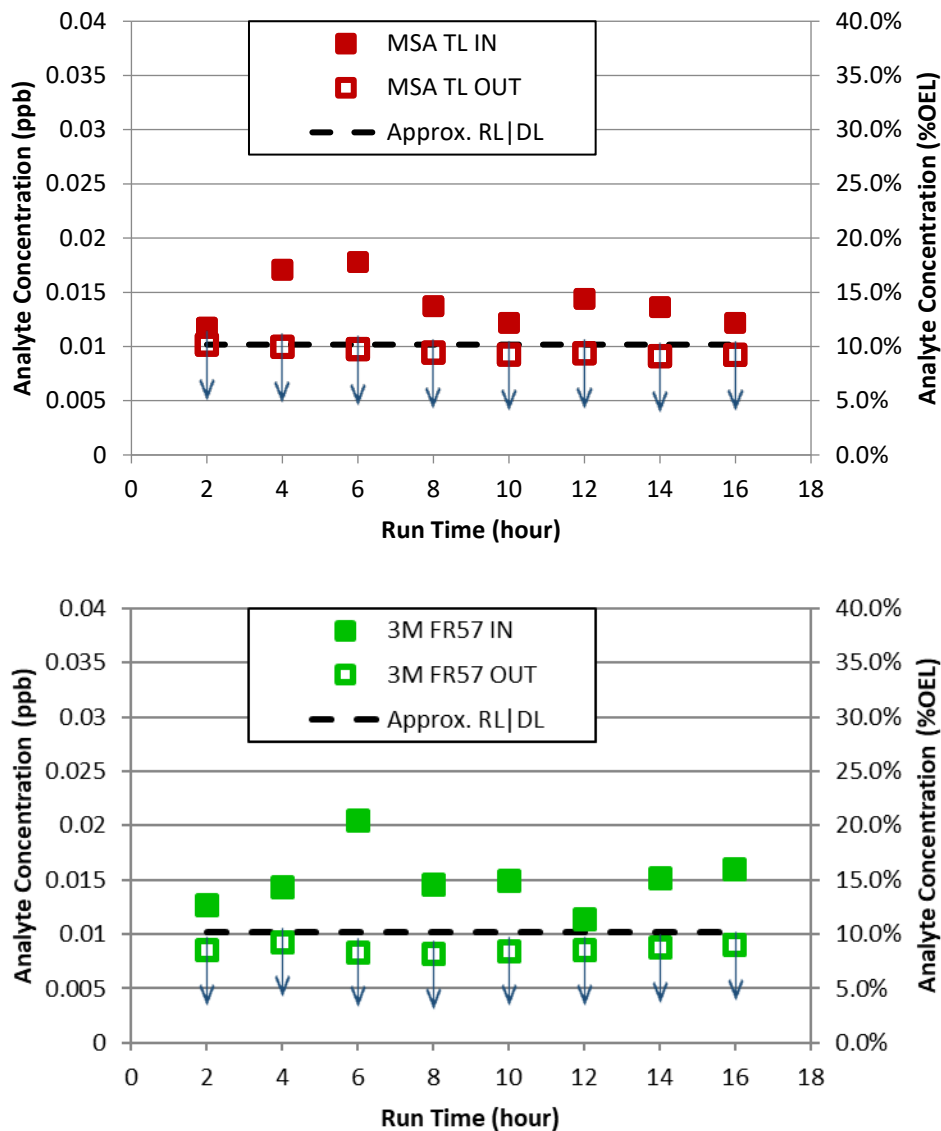 MSA TL IN
MSA TL OUT
Approx. RL|DL
Analyte Concentration (ppb)
0.04
0.035
0.03
0.025
0.02
0.015
0.01
0.005
0
40.0%
35.0%
30.0%
25.0%
20.0%
15.0%
10.0%
5.0%
0.0%
Analyte Concentration (%OEL)
0 2 4 6 8 10 12 14 16 18
Run Time (hour)
3M FR57 IN
3M FR57 OUT
Approx. RL|DL
Analyte Concentration (ppb)
0.04
0.035
0.03
0.025
0.02
0.015
0.01
0.005
0
40.0%
35.0%
30.0%
25.0%
20.0%
15.0%
10.0%
5.0%
0.0%
Analyte Concentration (%OEL)
0 2 4 6 8 10 12 14 16 18
Run Time (hour)